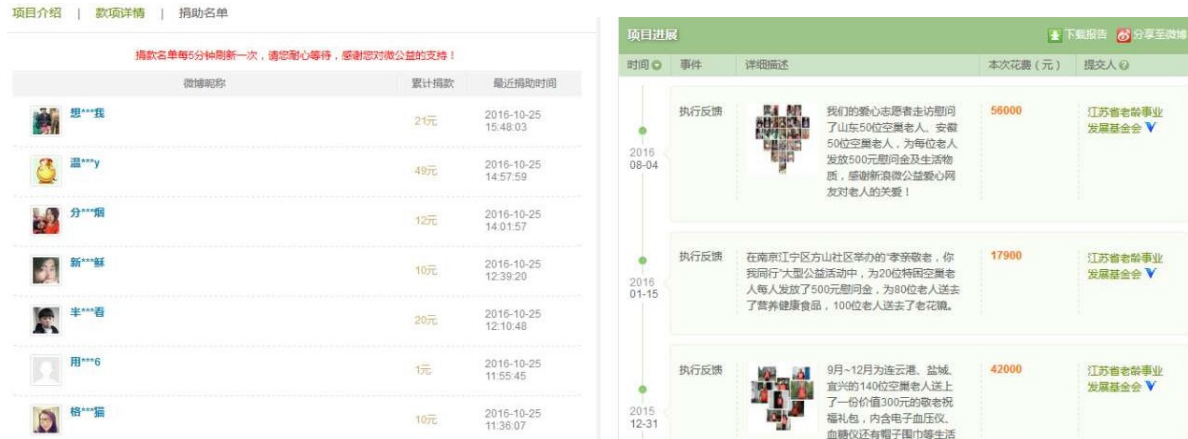 项目介绍 | 款项详情 | 捐助名单
捐款名单每5分钟刷新一次，请您耐心等待，感谢您对微公益的支持！
微博昵称 累计捐款 最近捐助时间
想***我 21元 2016-10-25
15:48:03
温***y 49元 2016-10-25
14:57:59
分***烟 12元 2016-10-25
14:01:57
新***稣 10元 2016-10-25
12:39:20
半***看 20元 2016-10-25
12:10:48
用***6 1元 2016-10-25
11:55:45
格***猫 10元 2016-10-25
11:36:07
项目进展 下载报告 分享至微博
时间 事件 详细描述 本次花费（元） 提交人
2016
08-04
执行反馈
我们的爱心志愿者走访慰问
了山东50位空巢老人、安徽
50位空巢老人，为每位老人
发放500元慰问金及生活物
质，感谢新浪微公益爱心网
友对老人的关爱！
56000
江苏省老龄事业
发展基金会
2016
01-15
执行反馈
在南京江宁区方山社区举办的“孝亲敬老，你
我同行”大型公益活动中，为20位特困空巢老
人每人发放了500元慰问金，为80位老人送去
了营养健康食品，100位老人送去了老花镜。
17900
江苏省老龄事业
发展基金会
2015
12-31
执行反馈
9月~12月为连云港、盐城、
宜兴的140位空巢老人送上
了一份价值300元的敬老祝
福礼包，内含电子血压仪、
血糖仪还有帽子围巾等生活
42000
江苏省老龄事业
发展基金会